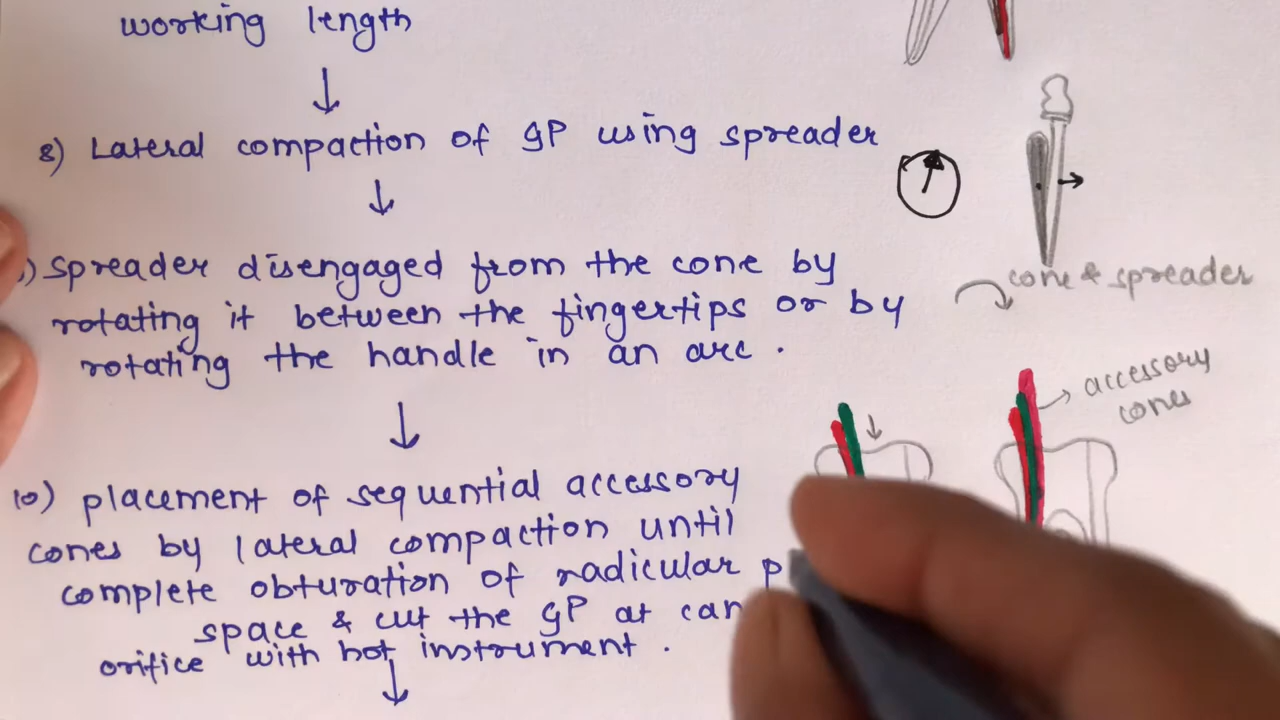 working length
8) Lateral compaction of GP using spreader
) Spreader disengaged from the cone by
rotating it between the fingertips or by
rotating the handle in an arc.
cone & spreader
accessory
cones
10) placement of sequential accessory
cones by lateral compaction until
complete obturation of radicular
space & cut the GP at
orifice with hot instrument.